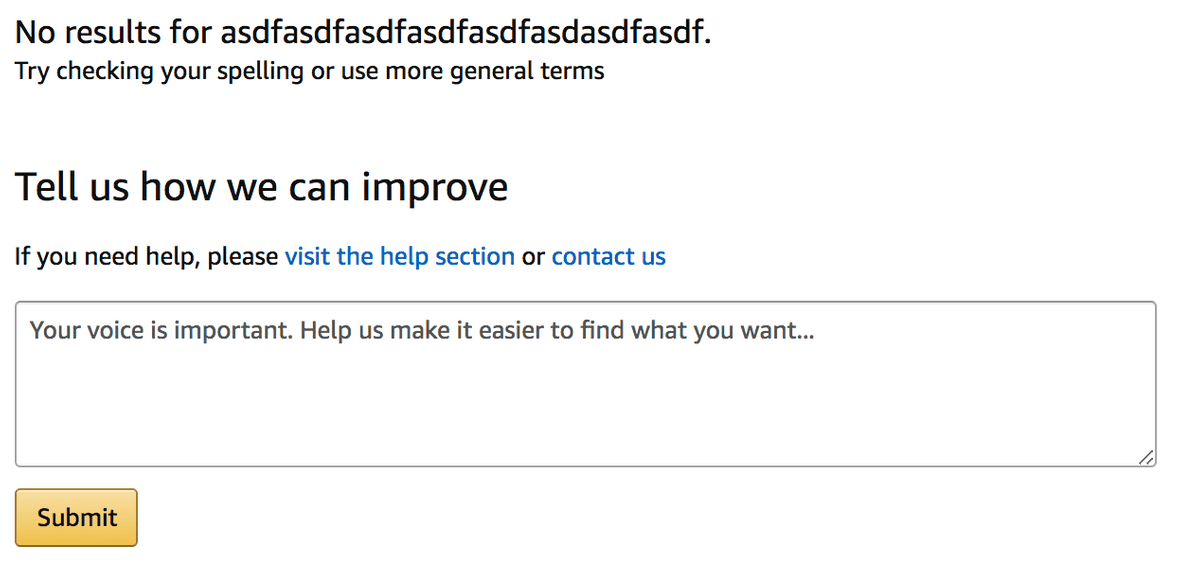 No results for asdfasdfasdfasdfasdfasdasdfasdf.
Try checking your spelling or use more general terms
Tell us how we can improve
If you need help, please visit the help section or contact us
Your voice is important. Help us make it easier to find what you want...
Submit